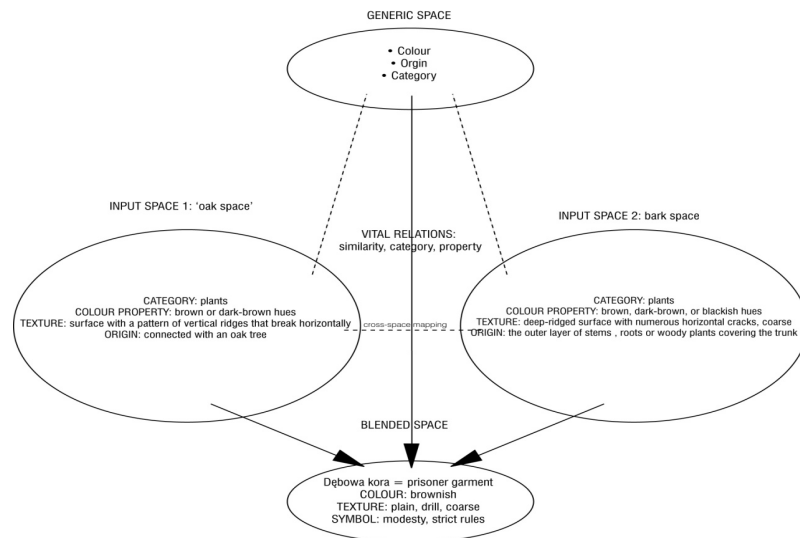 GENERIC SPACE
• Colour
• Orgin
• Category
INPUT SPACE 1: ‘oak space’
INPUT SPACE 2: bark space
VITAL RELATIONS:
similarity, category, property
CATEGORY: plants
COLOUR PROPERTY: brown or dark-brown hues
TEXTURE: surface with a pattern of vertical ridges that break horizontally
ORIGIN: connected with an oak tree
cross-space mapping
CATEGORY: plants
COLOUR PROPERTY: brown, dark-brown, or blackish hues
TEXTURE: deep-ridged surface with numerous horizontal cracks, coarse
ORIGIN: the outer layer of stems , roots or woody plants covering the trunk
BLENDED SPACE
Dębowa kora = prisoner garment
COLOUR: brownish
TEXTURE: plain, drill, coarse
SYMBOL: modesty, strict rules